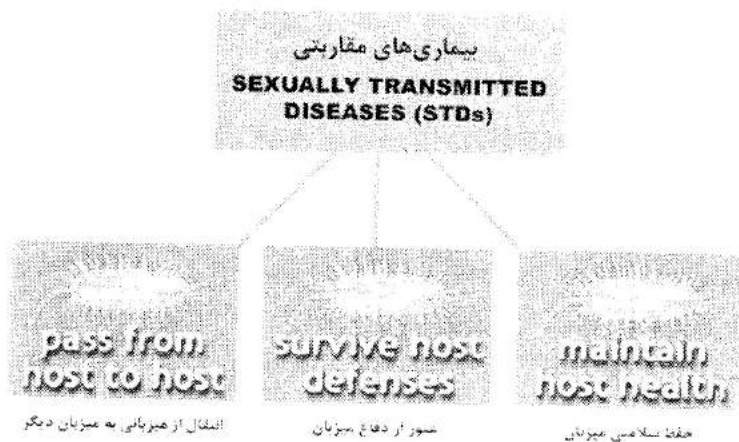 بیماری‌های مقاربتی
SEXUALLY TRANSMITTED
DISEASES (STDs)
pass from
host to host
survive host
defenses
maintain
host health
انتقال از میزبانی به میزبان دیگر
عبور از دفاع میزبان
حفظ سلامتی میزبان